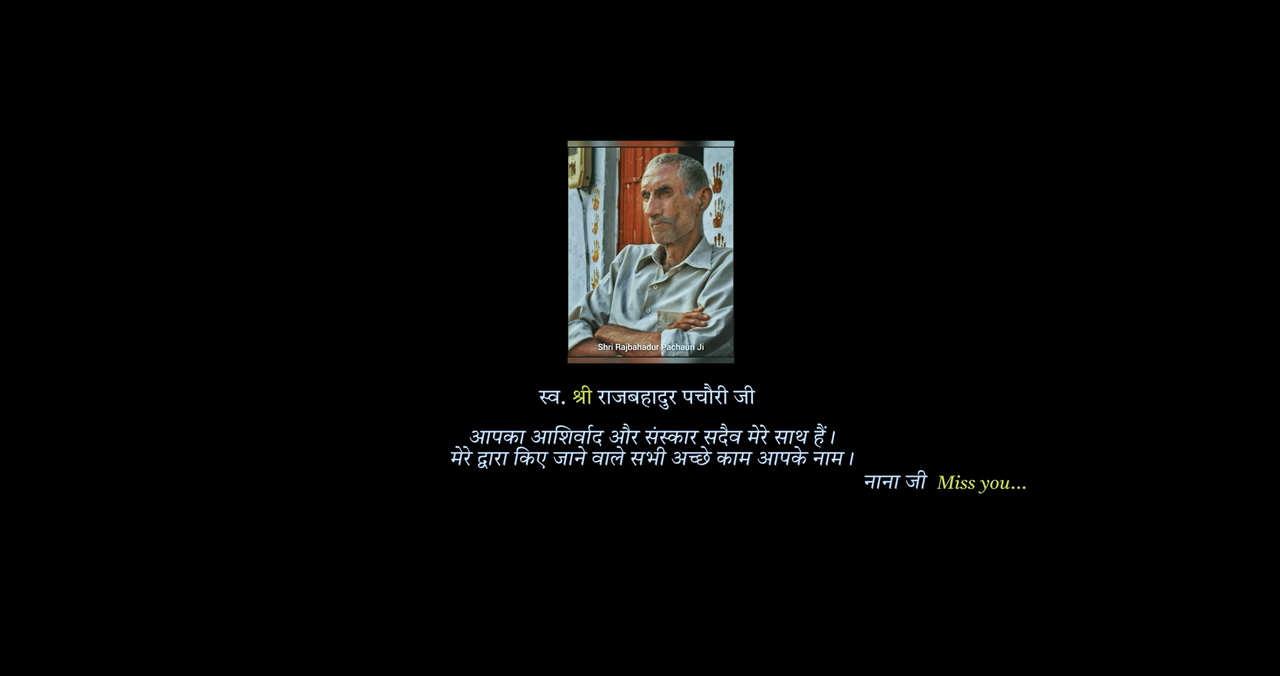 Shri Rajbahadur Pachauri Ji
स्व. श्री राजबहादुर पचौरी जी
आपका आशिर्वाद और संस्कार सदैव मेरे साथ हैं।
मेरे द्वारा किए जाने वाले सभी अच्छे काम आपके नाम।
नाना जी Miss you...